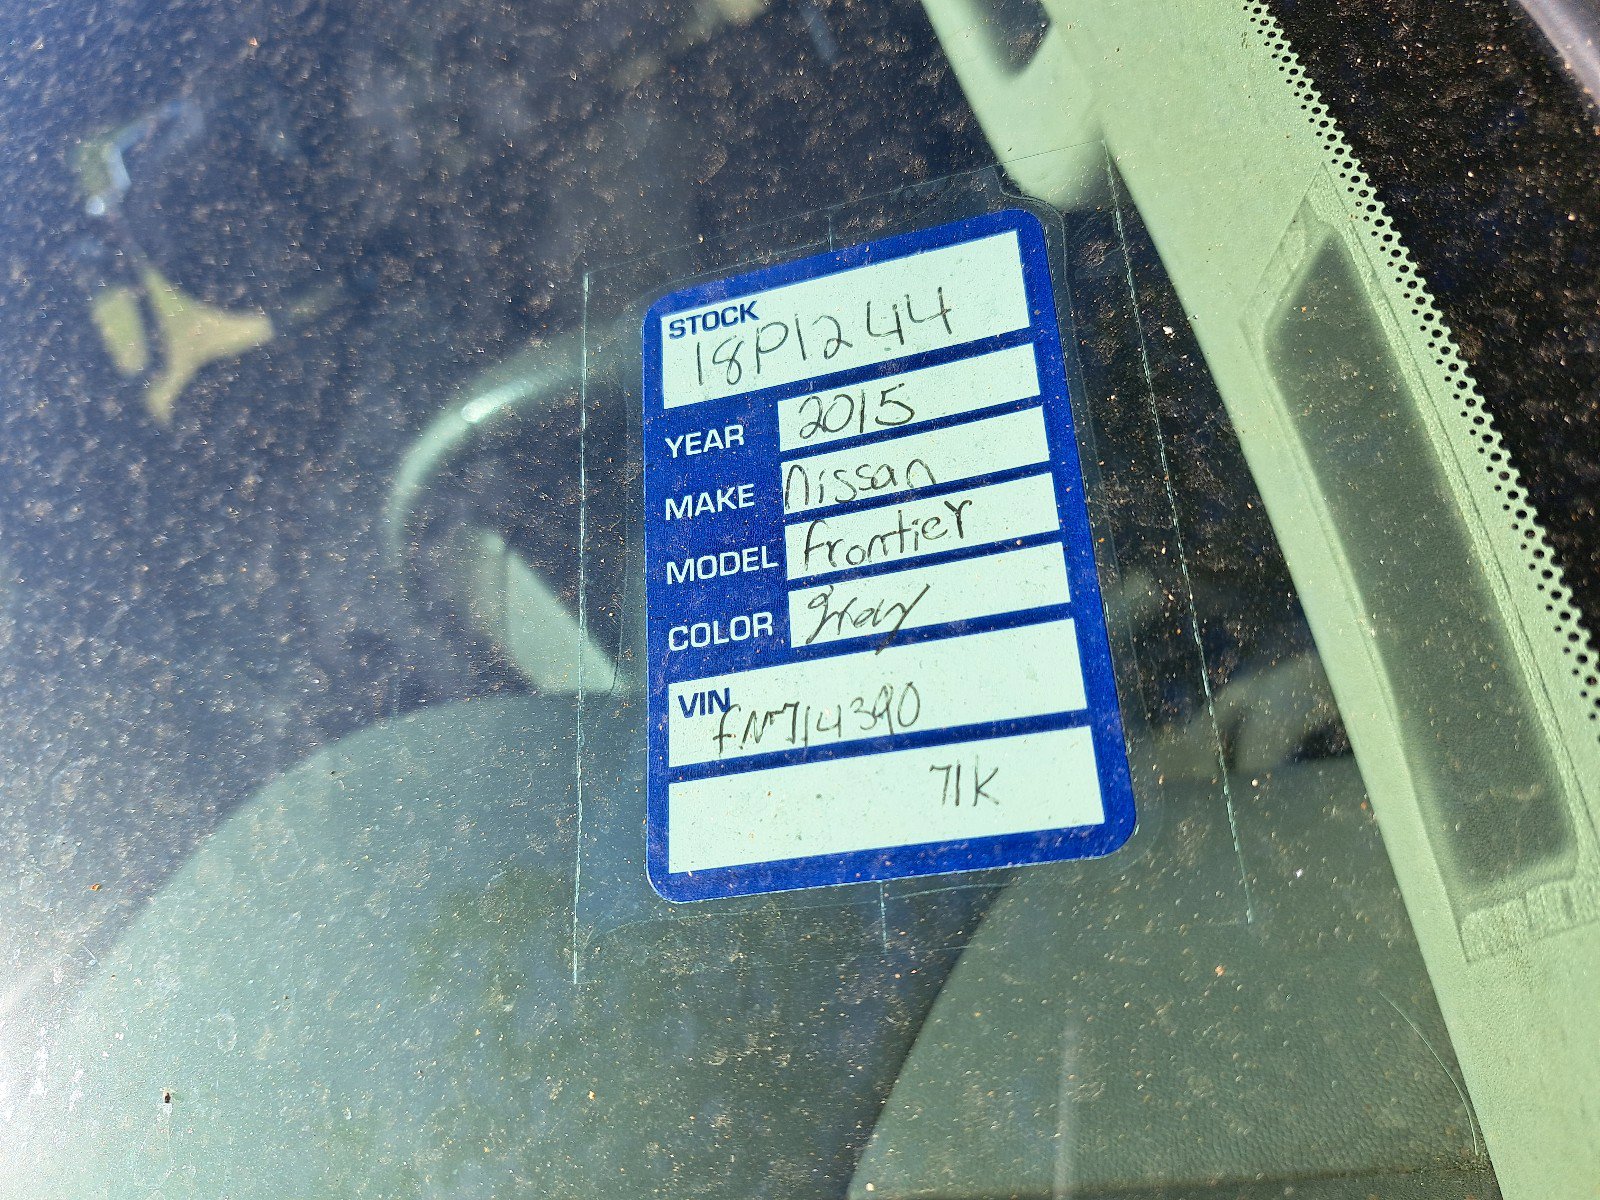 STOCK
18P1244
YEAR 2015
MAKE Nissan
MODEL frontier
COLOR gray
VIN
fN714390
71K